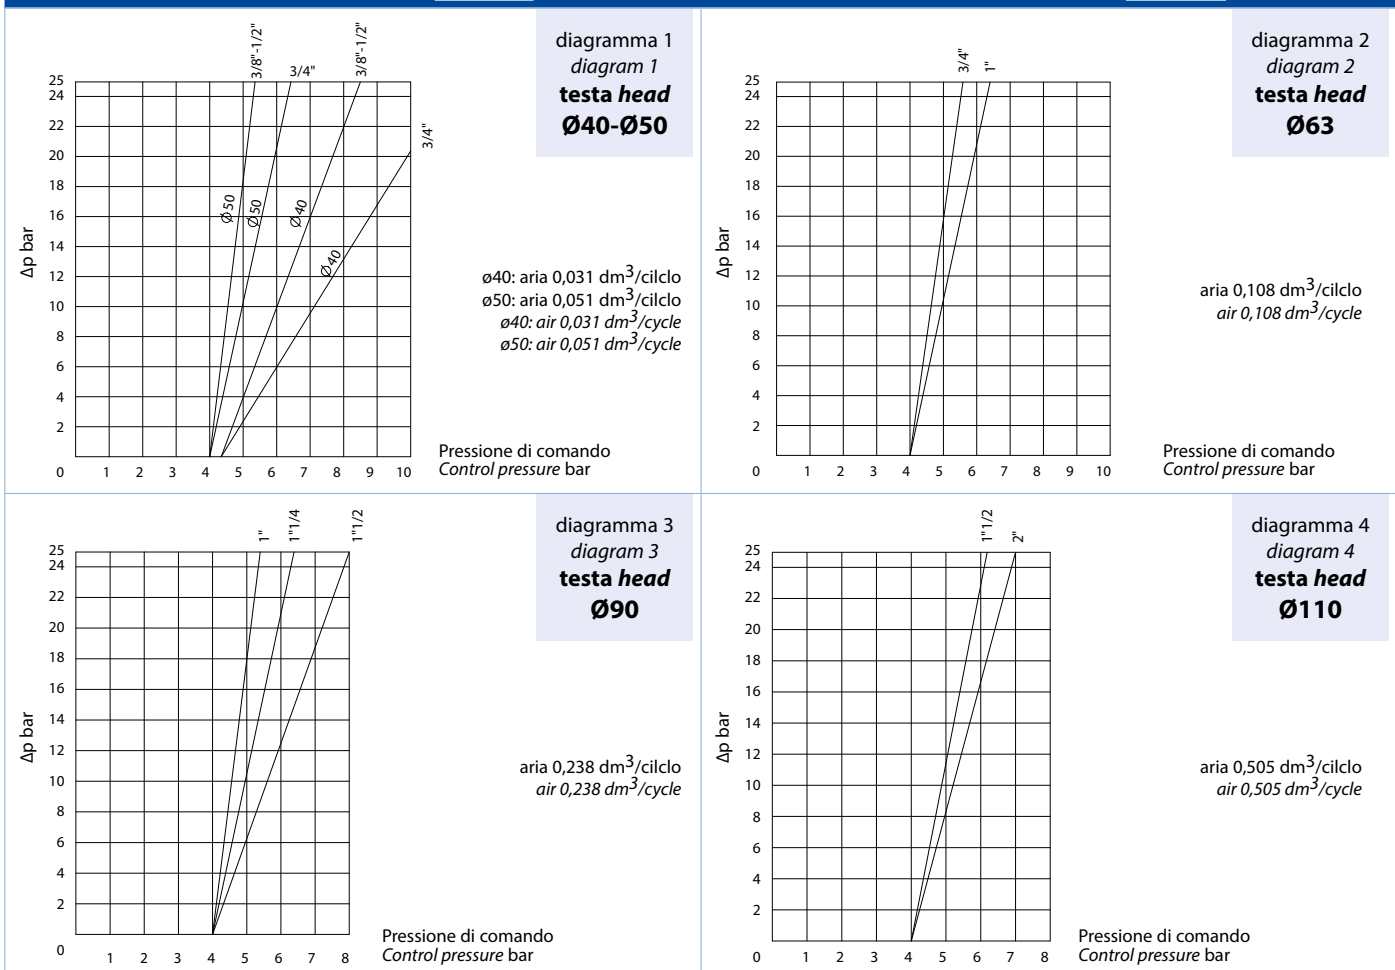 3/8"-1/2"
3/4"
3/8"-1/2"
3/4"
25
24
22
20
18
16
14
12
10
8
6
4
2
0
1 2 3 4 5 6 7 8 9 10
Δp bar
Ø50
Ø50
Ø40
Ø40
diagramma 1
diagram 1
testa head
Ø40-Ø50
ø40: aria 0,031 dm³/cilclo
ø50: aria 0,051 dm³/cilclo
ø40: air 0,031 dm³/cycle
ø50: air 0,051 dm³/cycle
Pressione di comando
Control pressure bar
3/4"
1"
25
24
22
20
18
16
14
12
10
8
6
4
2
0
1 2 3 4 5 6 7 8 9 10
Δp bar
diagramma 2
diagram 2
testa head
Ø63
aria 0,108 dm³/cilclo
air 0,108 dm³/cycle
Pressione di comando
Control pressure bar
1"
1"1/4
1"1/2
25
24
22
20
18
16
14
12
10
8
6
4
2
0
1 2 3 4 5 6 7 8
Δp bar
diagramma 3
diagram 3
testa head
Ø90
aria 0,238 dm³/cilclo
air 0,238 dm³/cycle
Pressione di comando
Control pressure bar
1"1/2
2"
25
24
22
20
18
16
14
12
10
8
6
4
2
0
1 2 3 4 5 6 7 8
Δp bar
diagramma 4
diagram 4
testa head
Ø110
aria 0,505 dm³/cilclo
air 0,505 dm³/cycle
Pressione di comando
Control pressure bar